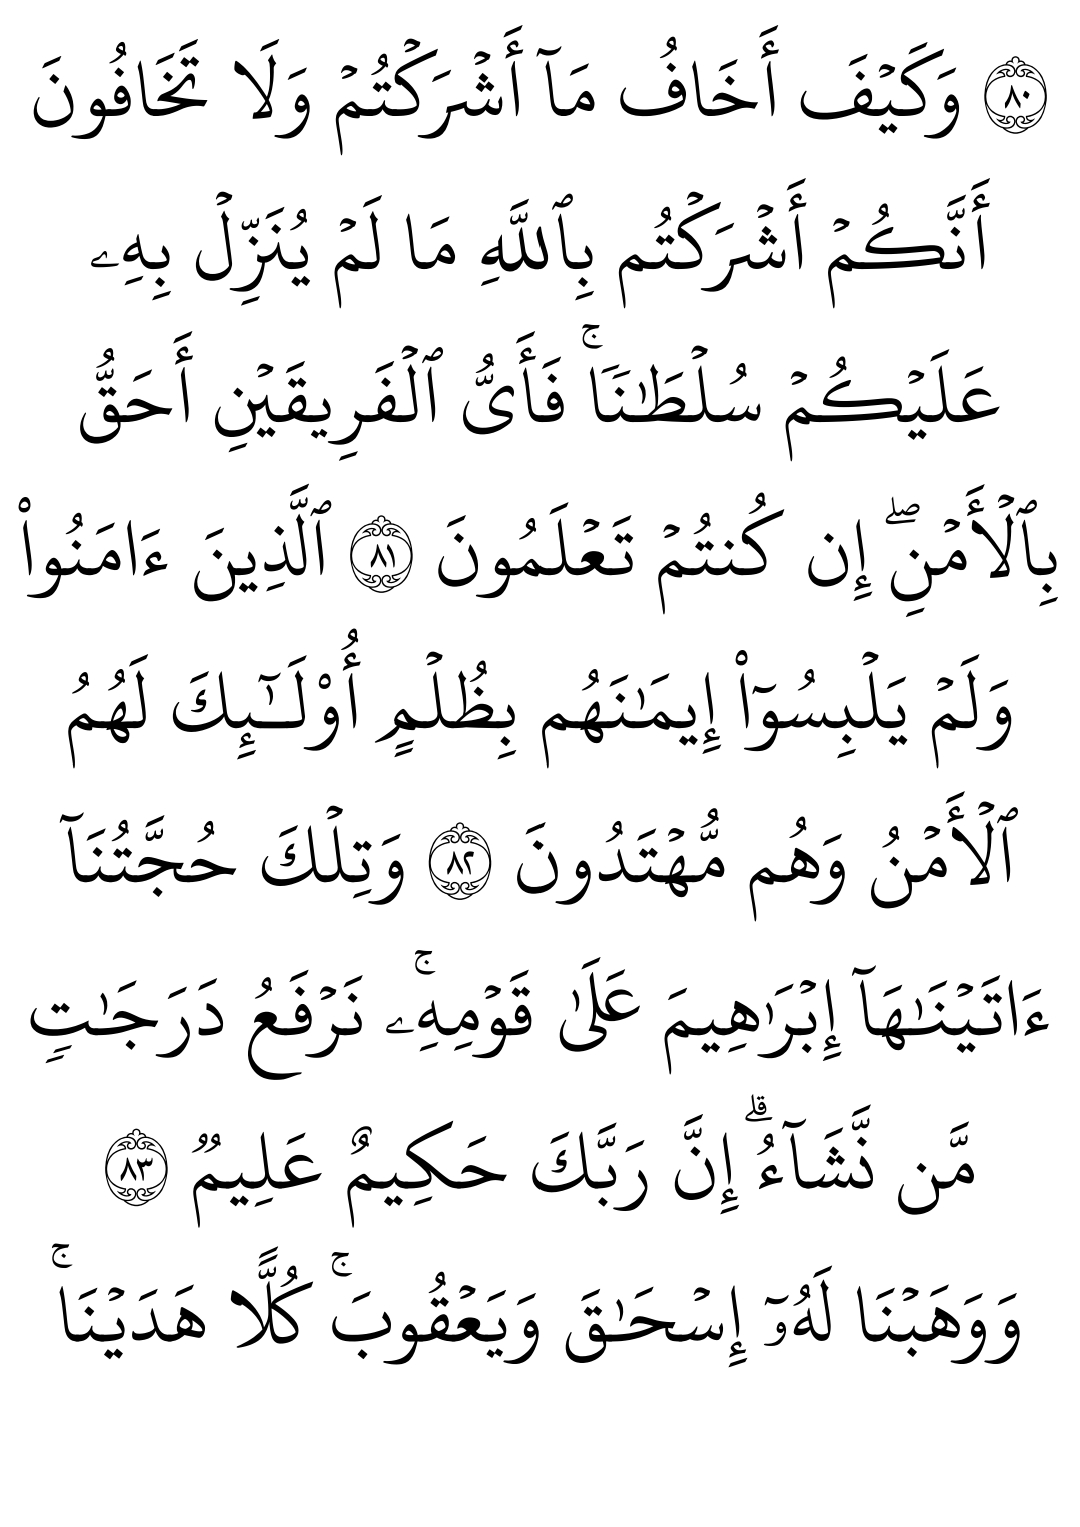 ۝٨٠ وَكَيۡفَ أَخَافُ مَآ أَشۡرَكۡتُمۡ وَلَا تَخَافُونَ
أَنَّكُمۡ أَشۡرَكۡتُم بِٱللَّهِ مَا لَمۡ يُنَزِّلۡ بِهِۦ
عَلَيۡكُمۡ سُلۡطَٰنٗاۚ فَأَيُّ ٱلۡفَرِيقَيۡنِ أَحَقُّ
بِٱلۡأَمۡنِۖ إِن كُنتُمۡ تَعۡلَمُونَ ۝٨١ ٱلَّذِينَ ءَامَنُواْ
وَلَمۡ يَلۡبِسُوٓاْ إِيمَٰنَهُم بِظُلۡمٍ أُوْلَٰٓئِكَ لَهُمُ
ٱلۡأَمۡنُ وَهُم مُّهۡتَدُونَ ۝٨٢ وَتِلۡكَ حُجَّتُنَآ
ءَاتَيۡنَٰهَآ إِبۡرَٰهِيمَ عَلَىٰ قَوۡمِهِۦۚ نَرۡفَعُ دَرَجَٰتٖ
مَّن نَّشَآءُۗ إِنَّ رَبَّكَ حَكِيمٌ عَلِيمٞ ۝٨٣
وَوَهَبۡنَا لَهُۥٓ إِسۡحَٰقَ وَيَعۡقُوبَۚ كُلًّا هَدَيۡنَاۚ